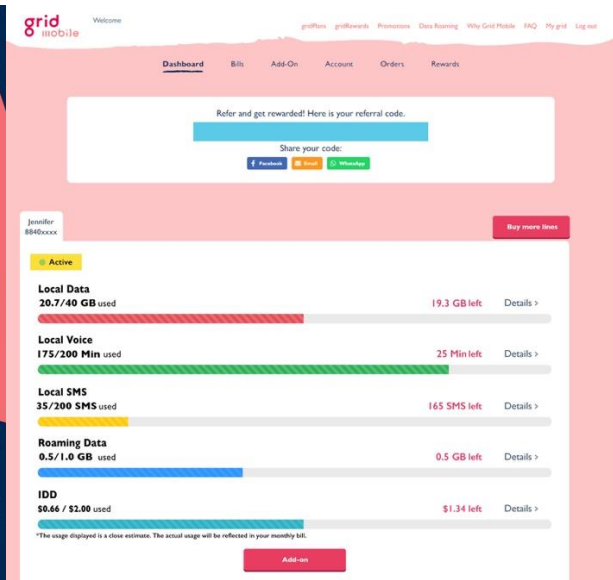 grid mobile
Welcome
gridPlans gridRewards Promotions Data Roaming Why Grid Mobile FAQ My grid Log out
Dashboard Bills Add-On Account Orders Rewards
Refer and get rewarded! Here is your referral code.
Share your code:
Facebook Email WhatsApp
Jennifer
8840xxxx
Buy more lines
Active
Local Data
20.7/40 GB used 19.3 GB left Details >
Local Voice
175/200 Min used 25 Min left Details >
Local SMS
35/200 SMS used 165 SMS left Details >
Roaming Data
0.5/1.0 GB used 0.5 GB left Details >
IDD
$0.66 / $2.00 used $1.34 left Details >
*The usage displayed is a close estimate. The actual usage will be reflected in your monthly bill.
Add-on